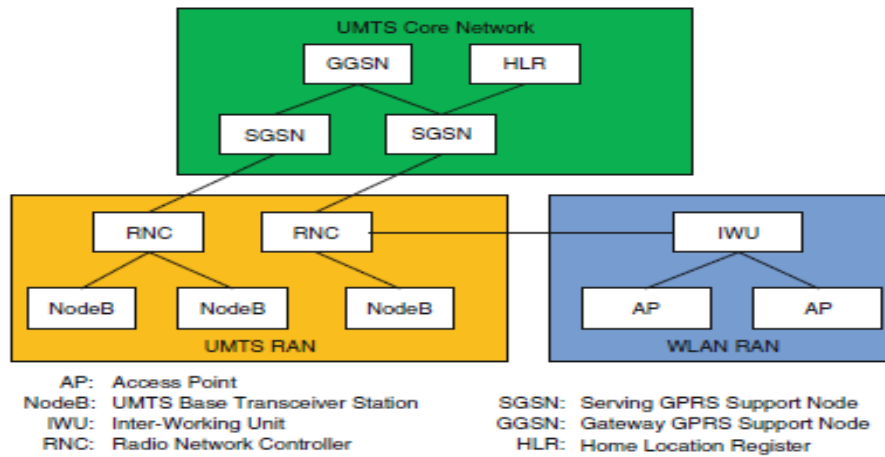 UMTS Core Network
GGSN
HLR
SGSN
SGSN
RNC
RNC
IWU
NodeB
NodeB
NodeB
AP
AP
UMTS RAN
WLAN RAN
AP: Access Point
NodeB: UMTS Base Transceiver Station
IWU: Inter-Working Unit
RNC: Radio Network Controller
SGSN: Serving GPRS Support Node
GGSN: Gateway GPRS Support Node
HLR: Home Location Register